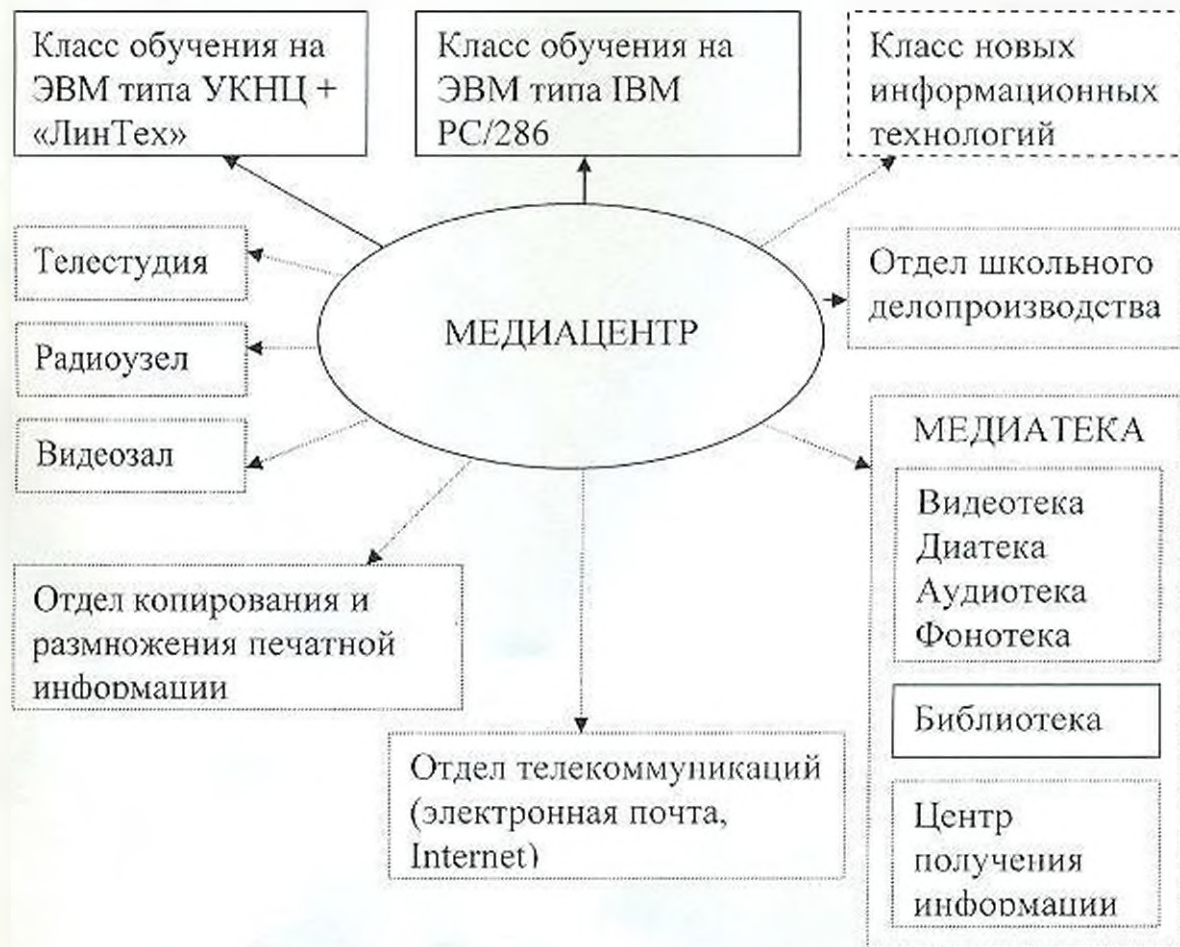 Класс обучения на
ЭВМ типа УКНЦ +
«ЛинТех»
Класс обучения на
ЭВМ типа IBM
PC/286
Класс новых
информационных
технологий
Телестудия
Радиоузел
Видеозал
МЕДИАЦЕНТР
Отдел школьного
делопроизводства
МЕДИАТЕКА
Видеотека
Диатека
Аудиотека
Фонотека
Библиотека
Центр
получения
информации
Отдел копирования и
размножения печатной
информации
Отдел телекоммуникаций
(электронная почта,
Internet)